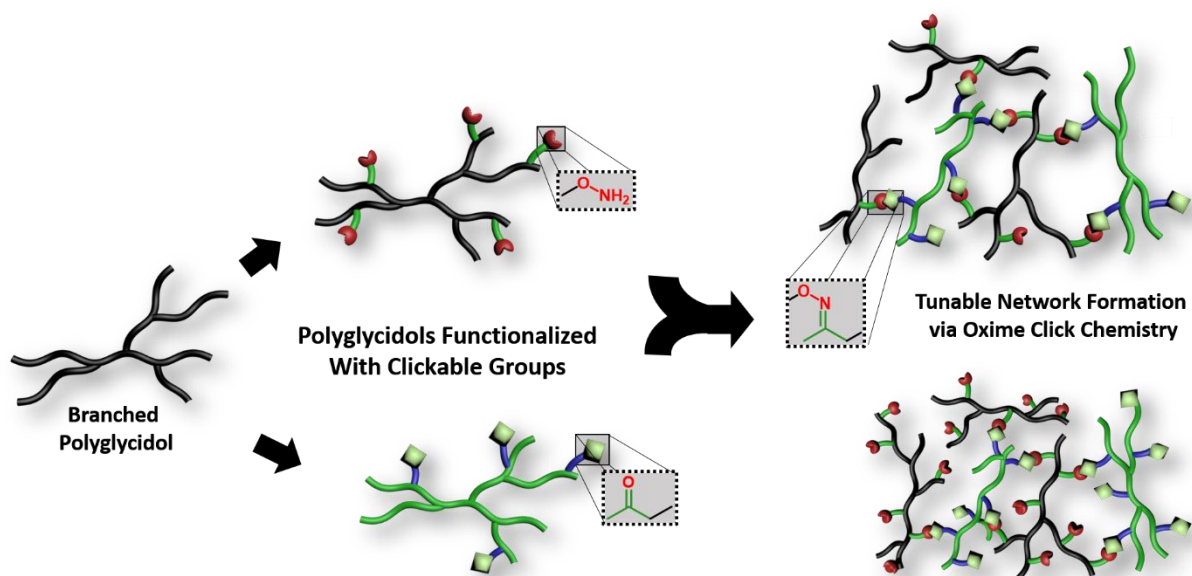 O
NH₂
Branched
Polyglycidol
Polyglycidols Functionalized
With Clickable Groups
O
O
N
Tunable Network Formation
via Oxime Click Chemistry